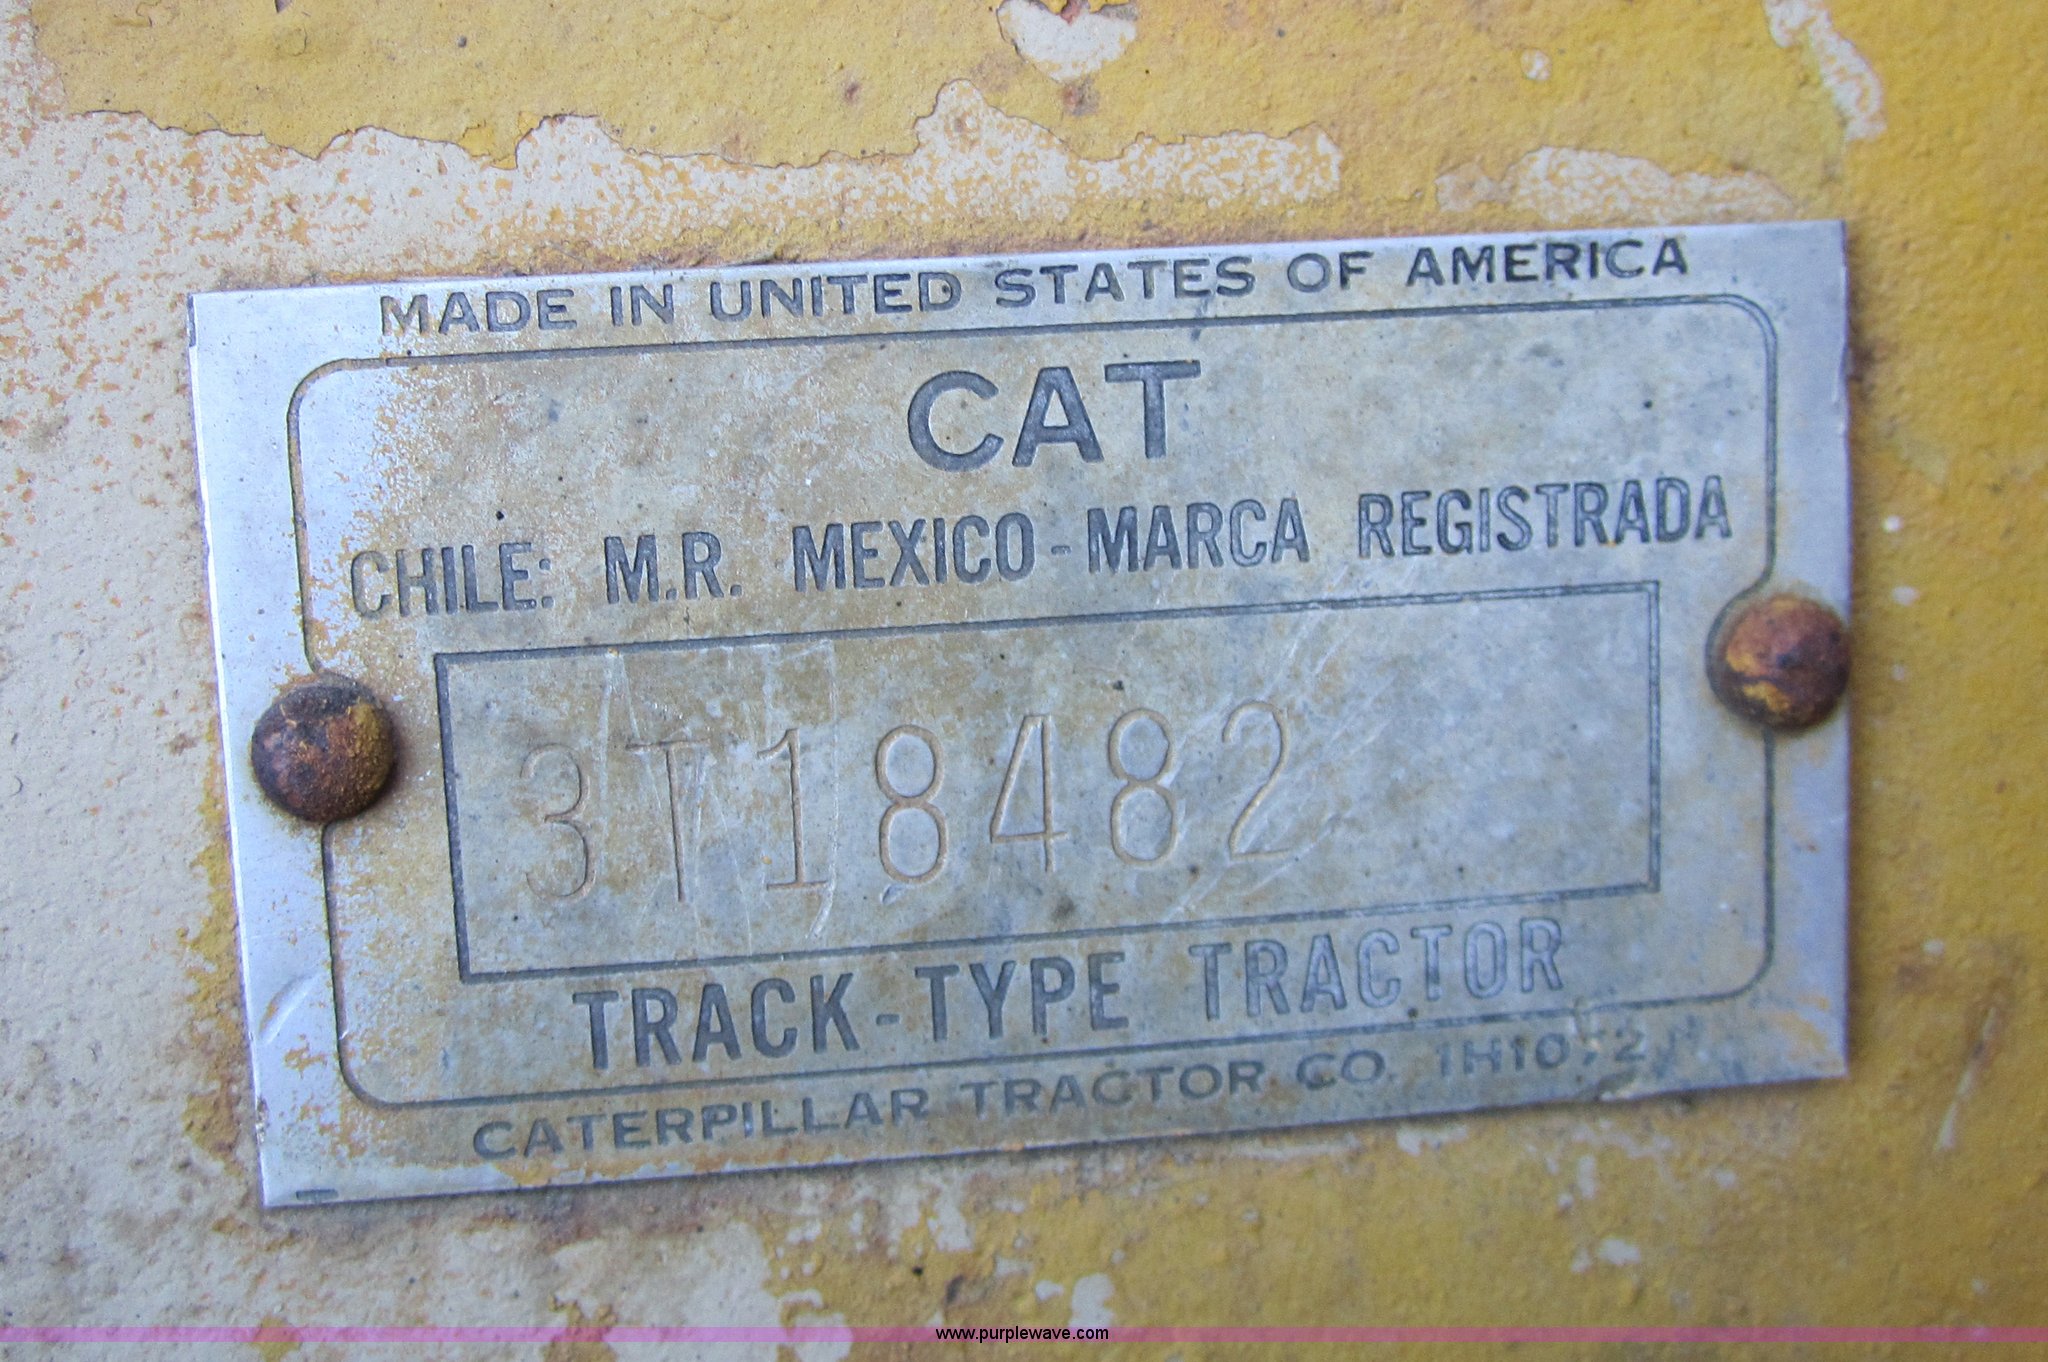 MADE IN UNITED STATES OF AMERICA
CAT
CHILE: M.R. MEXICO-MARCA REGISTRADA
3T18482
TRACK-TYPE TRACTOR
CATERPILLAR TRACTOR CO.
www.purplewave.com